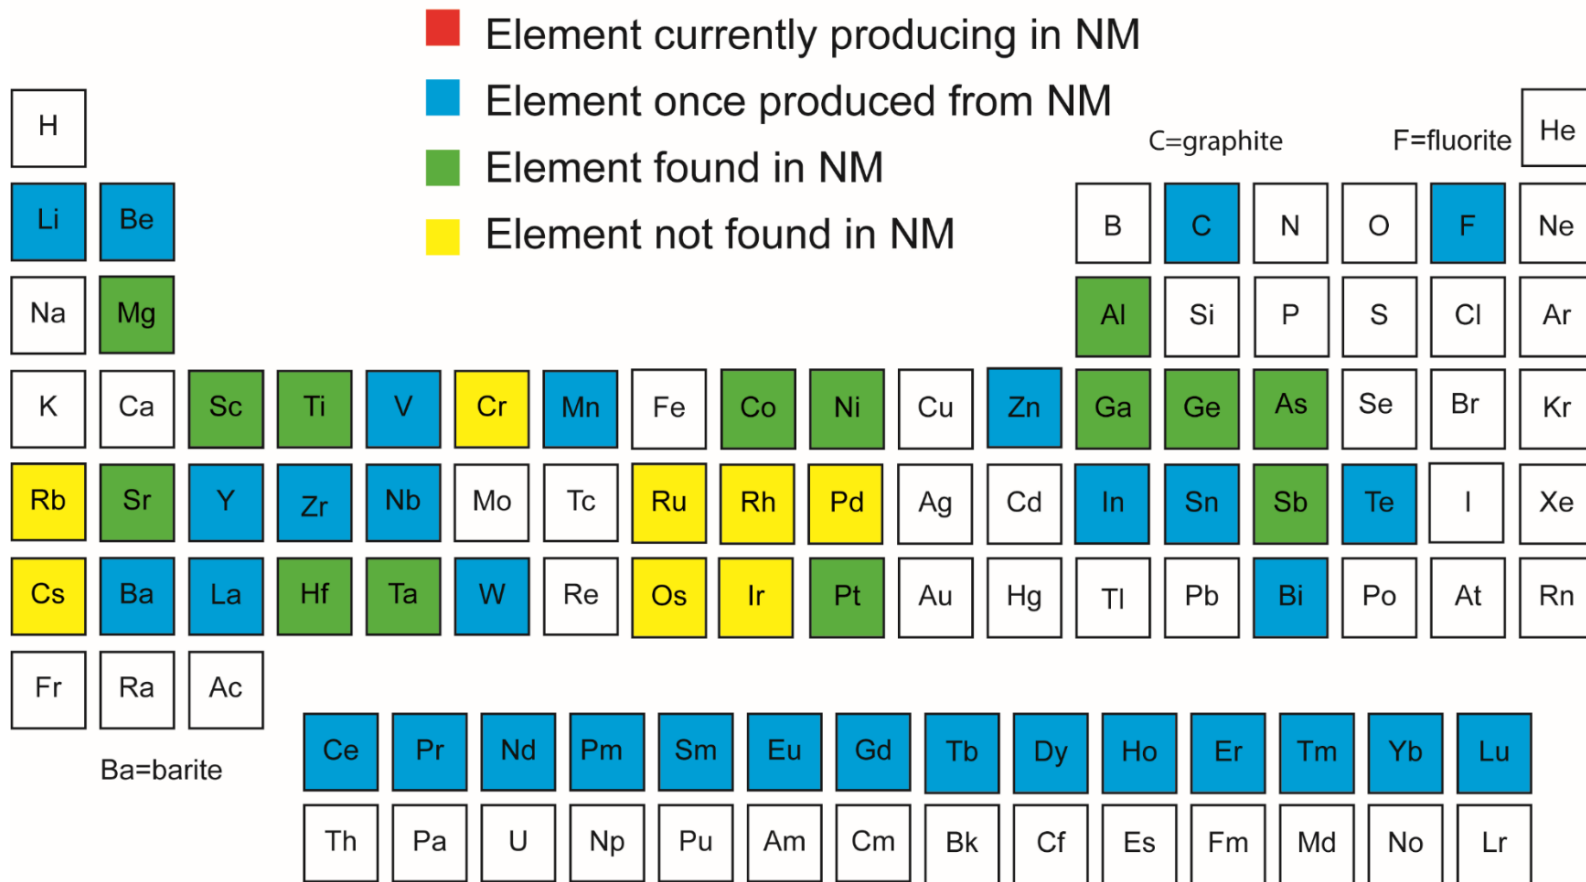 Element currently producing in NM
Element once produced from NM
Element found in NM
Element not found in NM
C=graphite F=fluorite
H He
Li Be B C N O F Ne
Na Mg Al Si P S Cl Ar
K Ca Sc Ti V Cr Mn Fe Co Ni Cu Zn Ga Ge As Se Br Kr
Rb Sr Y Zr Nb Mo Tc Ru Rh Pd Ag Cd In Sn Sb Te I Xe
Cs Ba La Hf Ta W Re Os Ir Pt Au Hg Tl Pb Bi Po At Rn
Fr Ra Ac
Ba=barite
Ce Pr Nd Pm Sm Eu Gd Tb Dy Ho Er Tm Yb Lu
Th Pa U Np Pu Am Cm Bk Cf Es Fm Md No Lr